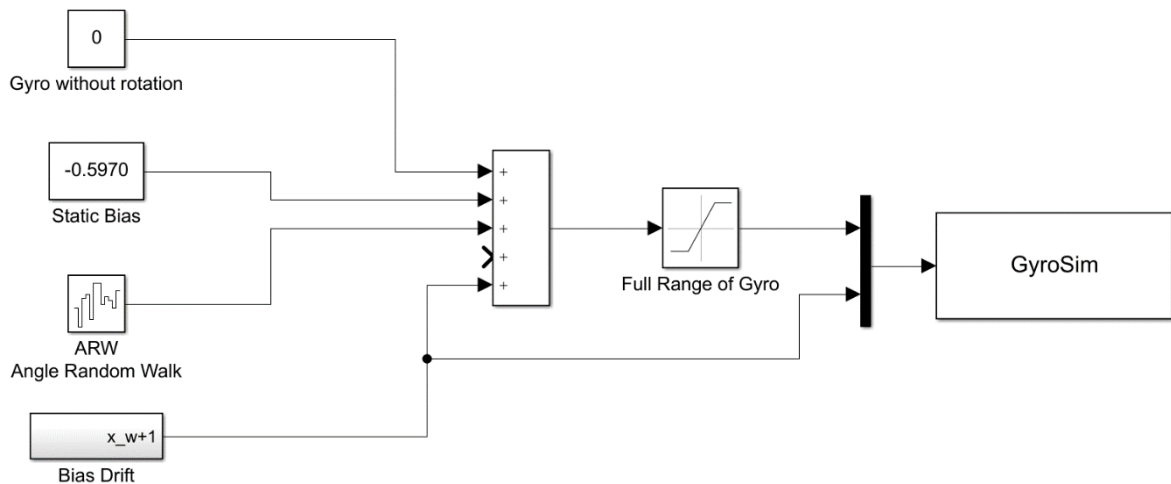 0
Gyro without rotation
-0.5970
Static Bias
ARW
Angle Random Walk
x_w+1
Bias Drift
+
+
+
+
+
Full Range of Gyro
GyroSim